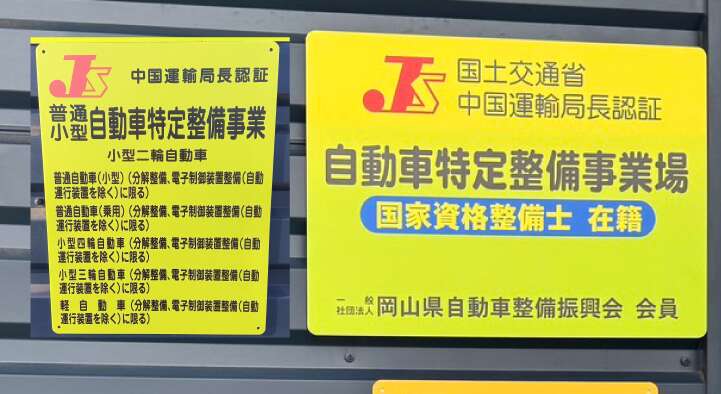 JS 中国運輸局長認証
普通
小型 自動車特定整備事業
小型二輪自動車
普通自動車(小型)(分解整備、電子制御装置整備(自動
運行装置を除く)に限る)
普通自動車(乗用)(分解整備、電子制御装置整備(自動
運行装置を除く)に限る)
小型四輪自動車(分解整備、電子制御装置整備(自動
運行装置を除く)に限る)
小型三輪自動車(分解整備、電子制御装置整備(自動
運行装置を除く)に限る)
軽自動車(分解整備、電子制御装置整備(自動
運行装置を除く)に限る)
JS 国土交通省
中国運輸局長認証
自動車特定整備事業場
国家資格整備士 在籍
一般
社団法人 岡山県自動車整備振興会 会員